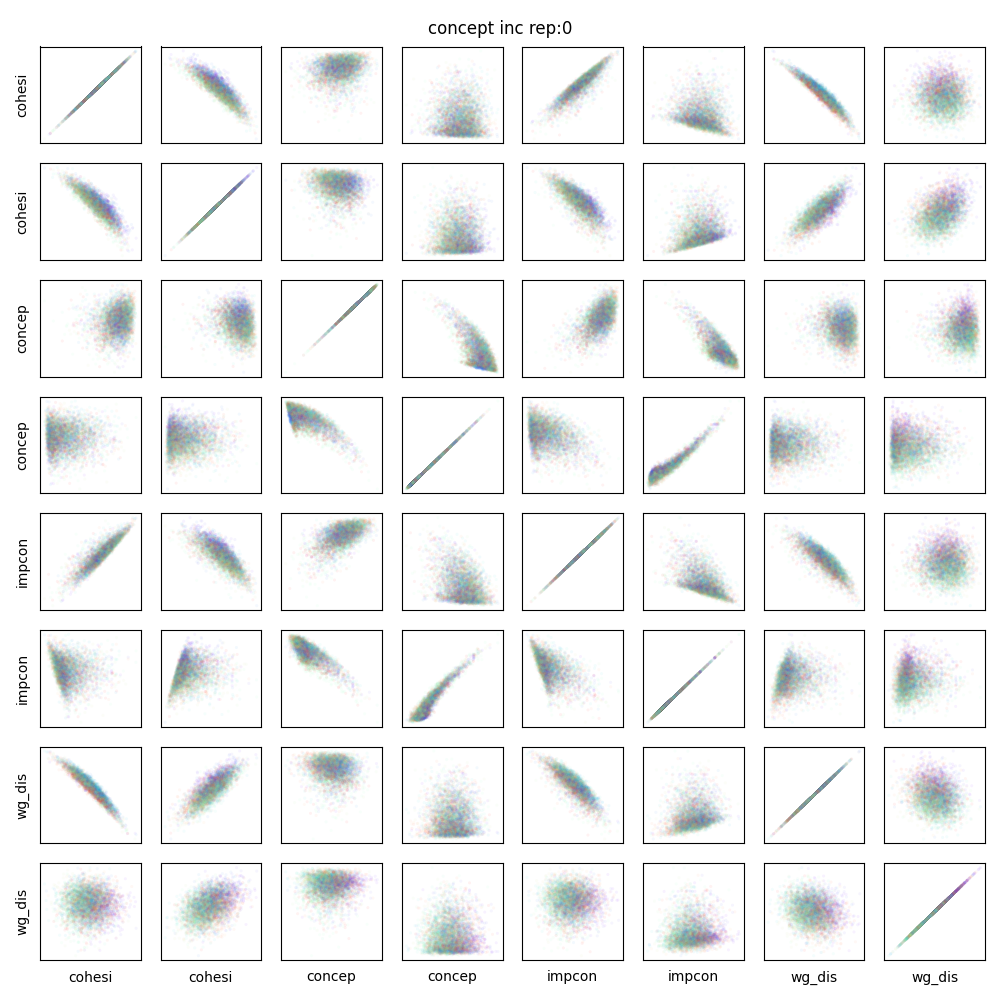 concept inc rep:0
cohesi
cohesi
concep
concep
impcon
impcon
wg_dis
wg_dis
cohesi cohesi concep concep impcon impcon wg_dis wg_dis